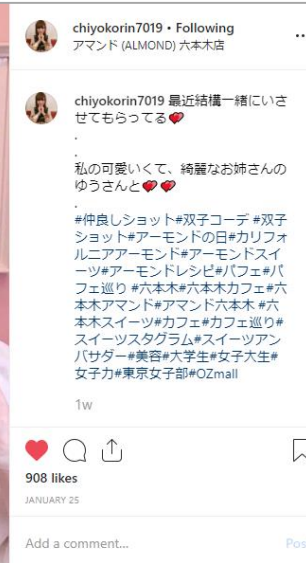 chiyokorin7019 • Following
アマンド (ALMOND) 六本木店
chiyokorin7019 最近結構一緒にいさ
せてもらってる💕
.
.
私の可愛いくて、綺麗なお姉さんの
ゆうさんと💕💕
.
#仲良しショット#双子コーデ #双子
ショット#アーモンドの日#カリフォ
ルニアアーモンド#アーモンドスイ
ーツ#アーモンドレシピ#パフェ#パ
フェ巡り #六本木#六本木カフェ#六
本木アマンド#アマンド六本木 #六
本木スイーツ#カフェ#カフェ巡り#
スイーツスタグラム#スイーツアン
バサダー#美容#大学生#女子大生#
女子力#東京女子部#OZmall
1w
908 likes
JANUARY 25
Add a comment...
Pos